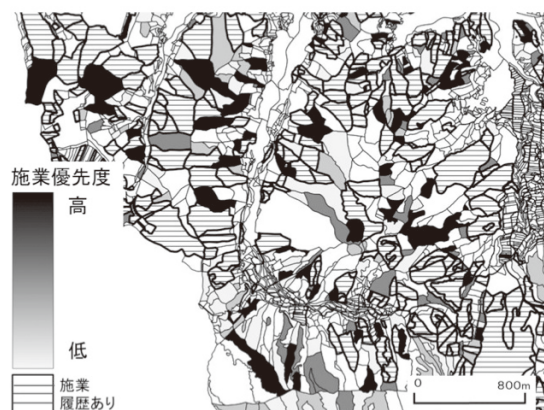 施業優先度
高
低
施業
履歴あり
0 800m